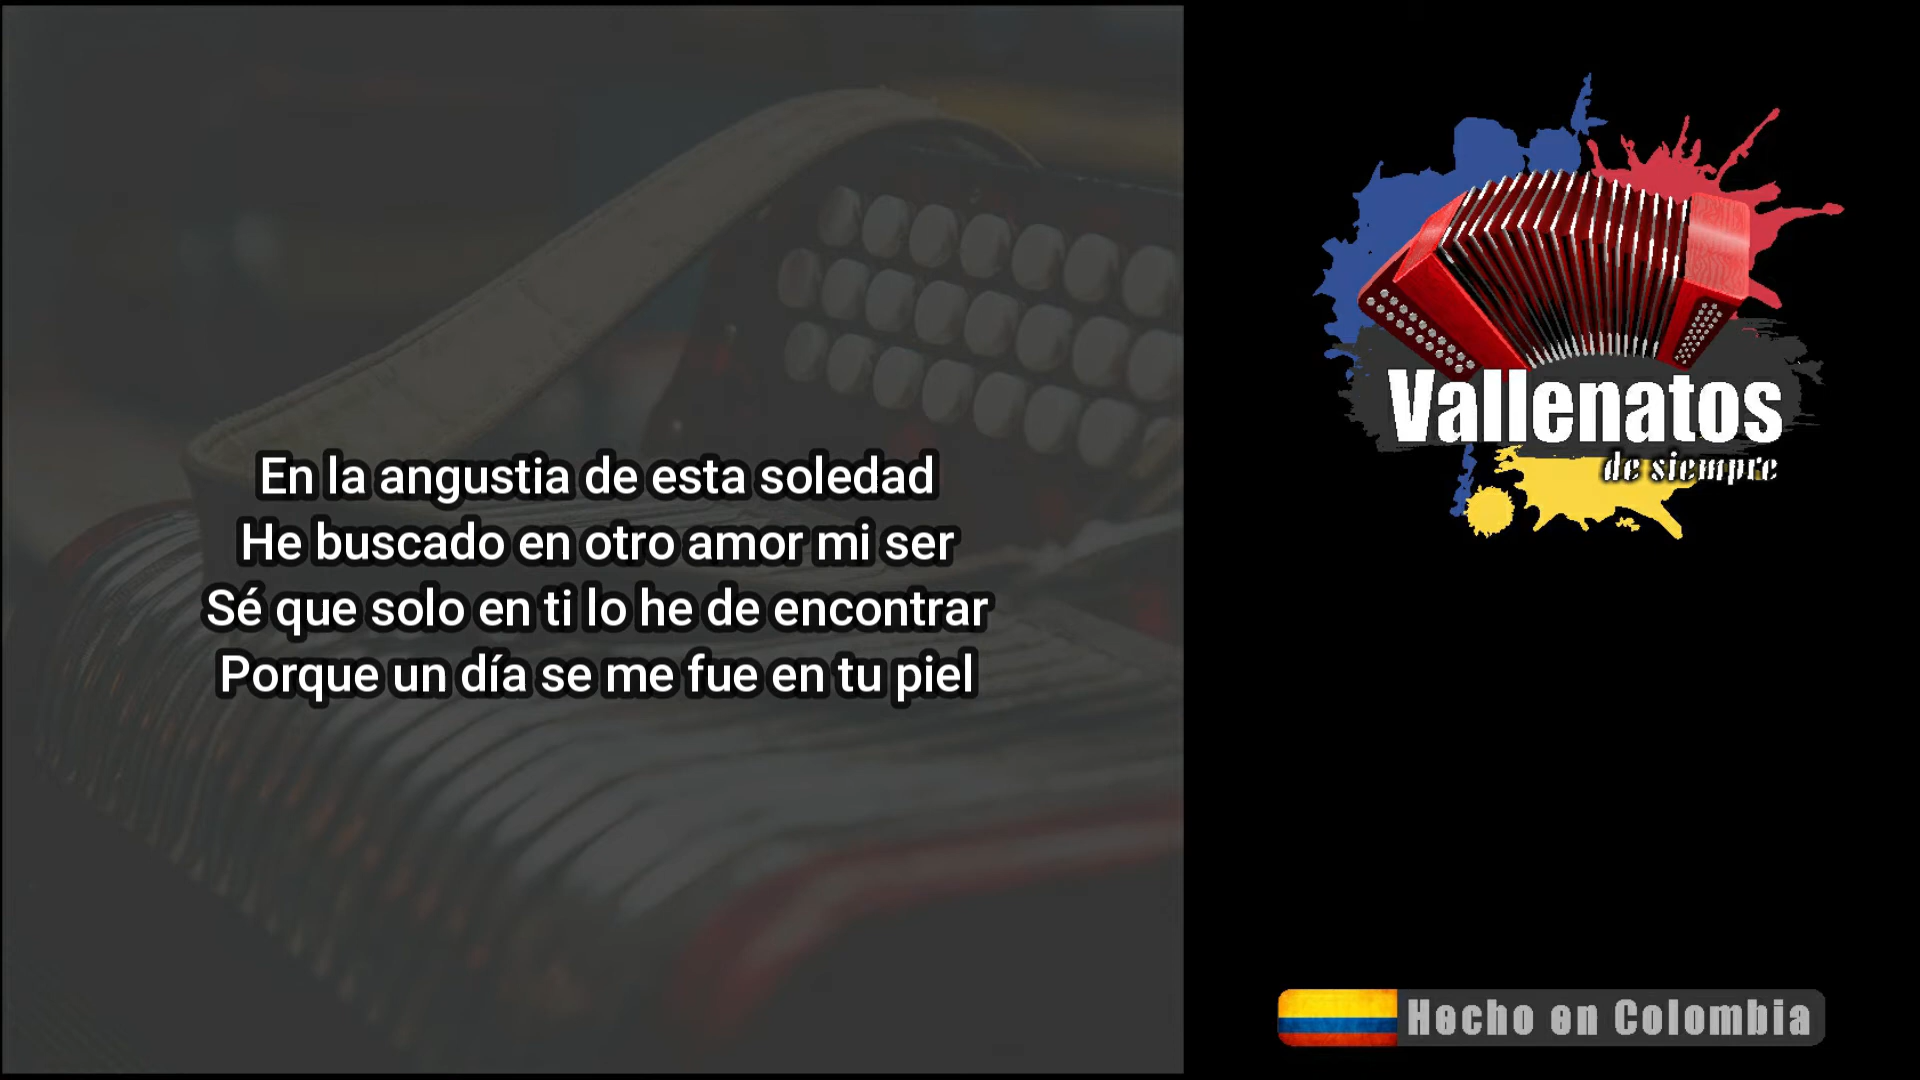 En la angustia de esta soledad
He buscado en otro amor mi ser
Sé que solo en ti lo he de encontrar
Porque un día se me fue en tu piel
Vallenatos
de siempre
Hecho en Colombia